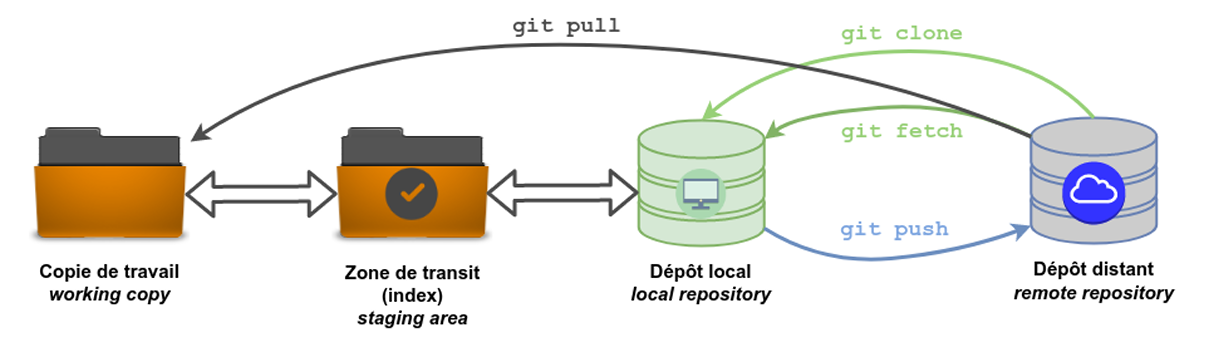 git pull
git clone
git fetch
git push
Copie de travail
working copy
Zone de transit
(index)
staging area
Dépôt local
local repository
Dépôt distant
remote repository